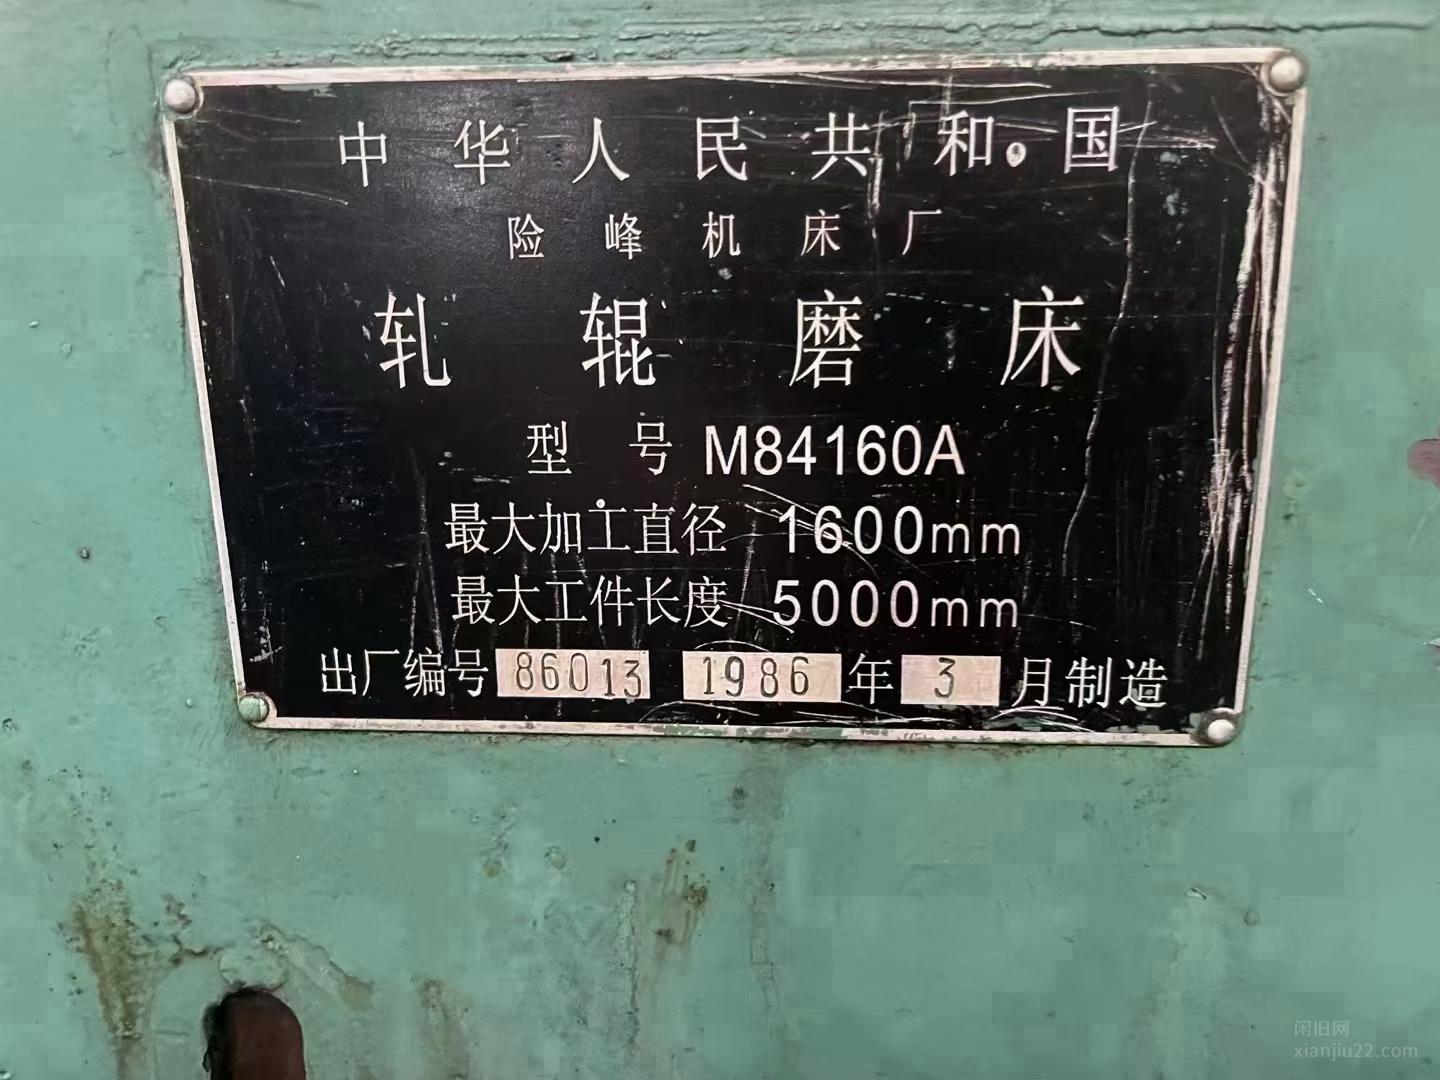 中华人民共和国
险峰机床厂
轧辊磨床
型号 M84160A
最大加工直径 1600mm
最大工件长度 5000mm
出厂编号 86013 1986 年 3 月制造
闲旧网
xianjiu22.com